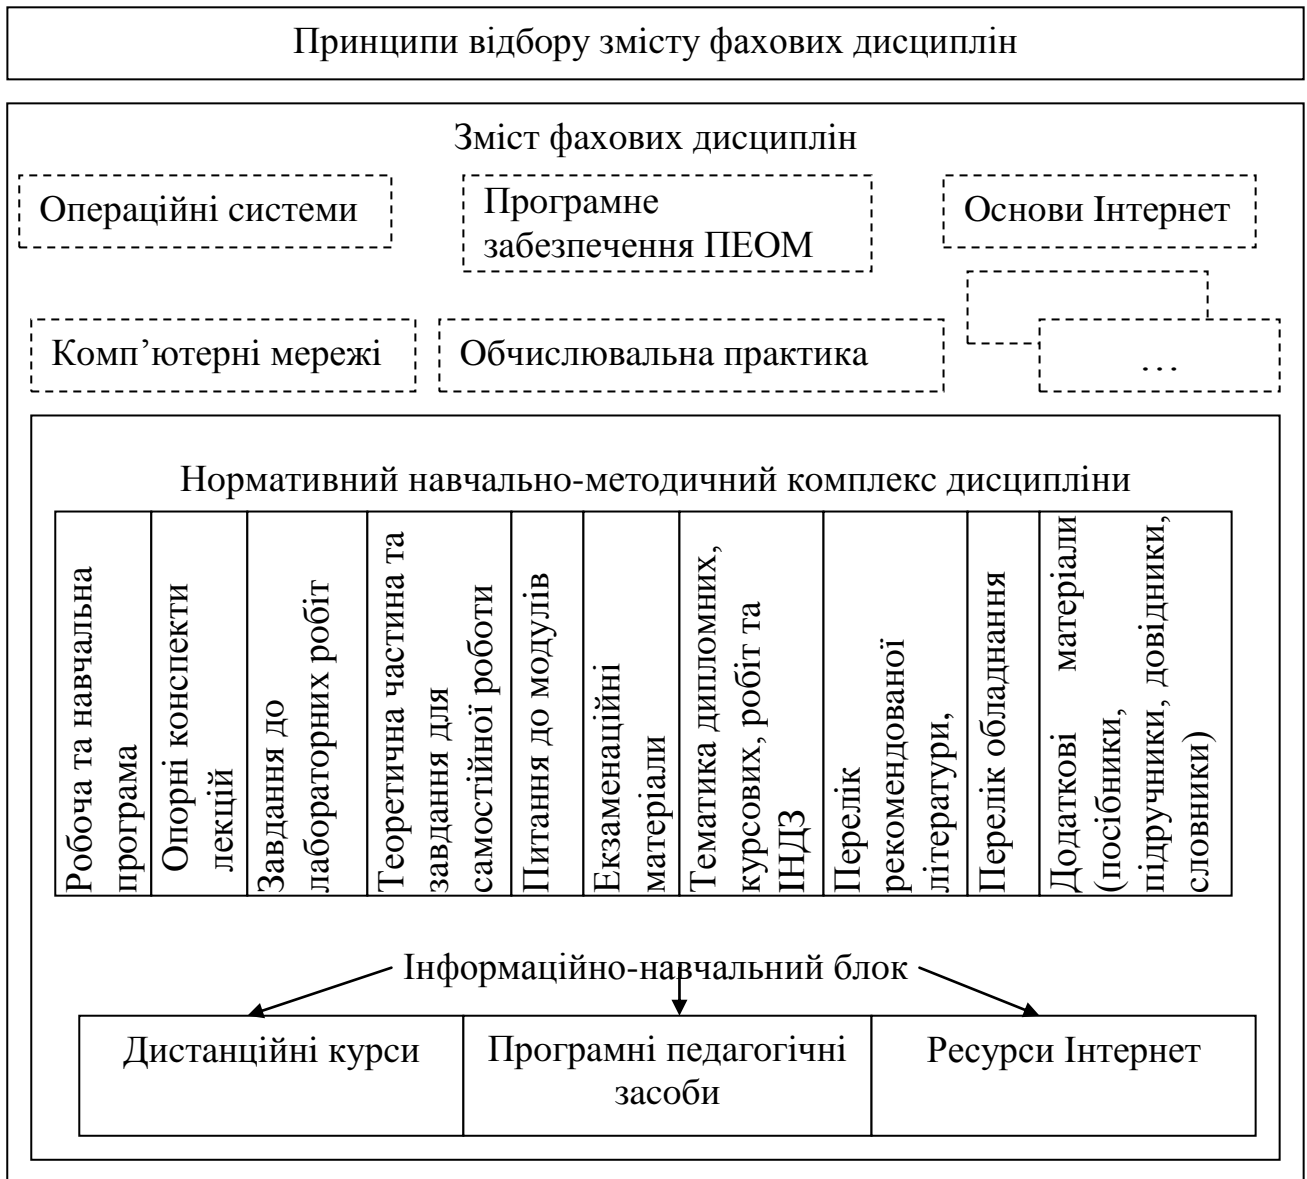 Принципи відбору змісту фахових дисциплін
Зміст фахових дисциплін
Операційні системи
Програмне
забезпечення ПЕОМ
Основи Інтернет
Комп’ютерні мережі
Обчислювальна практика
…
Нормативний навчально-методичний комплекс дисципліни
Робоча та навчальна
програма
Опорні конспекти
лекцій
Завдання до
лабораторних робіт
Теоретична частина та
завдання для
самостійної роботи
Питання до модулів
Екзаменаційні
матеріали
Тематика дипломних,
курсових, робіт та
ІНДЗ
Перелік
рекомендованої
літератури,
Перелік обладнання
Додаткові матеріали
(посібники,
підручники, довідники,
словники)
Інформаційно-навчальний блок
Дистанційні курси
Програмні педагогічні
засоби
Ресурси Інтернет